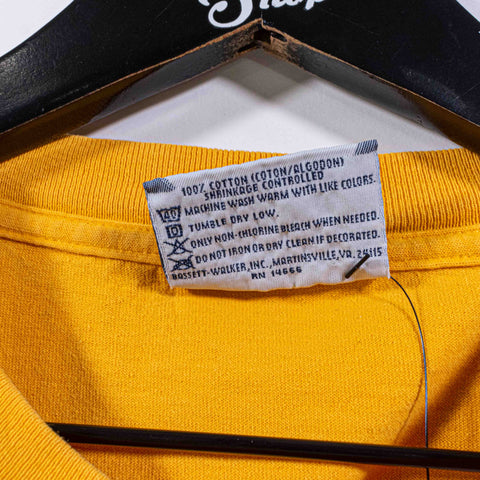 Shop
100% COTTON (COTON/ALGODON)
SHRINKAGE CONTROLLED
MACHINE WASH WARM WITH LIKE COLORS.
TUMBLE DRY LOW.
ONLY NON-CHLORINE BLEACH WHEN NEEDED.
DO NOT IRON OR DRY CLEAN IF DECORATED.
BASSETT-WALKER, INC., MARTINSVILLE, VA. 24115
RN 14666